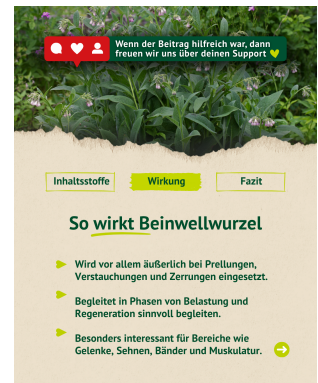 Wenn der Beitrag hilfreich war, dann
freuen wir uns über deinen Support
Inhaltsstoffe
Wirkung
Fazit
So wirkt Beinwellwurzel
Wird vor allem äußerlich bei Prellungen,
Verstauchungen und Zerrungen eingesetzt.
Begleitet in Phasen von Belastung und
Regeneration sinnvoll begleiten.
Besonders interessant für Bereiche wie
Gelenke, Sehnen, Bänder und Muskulatur.